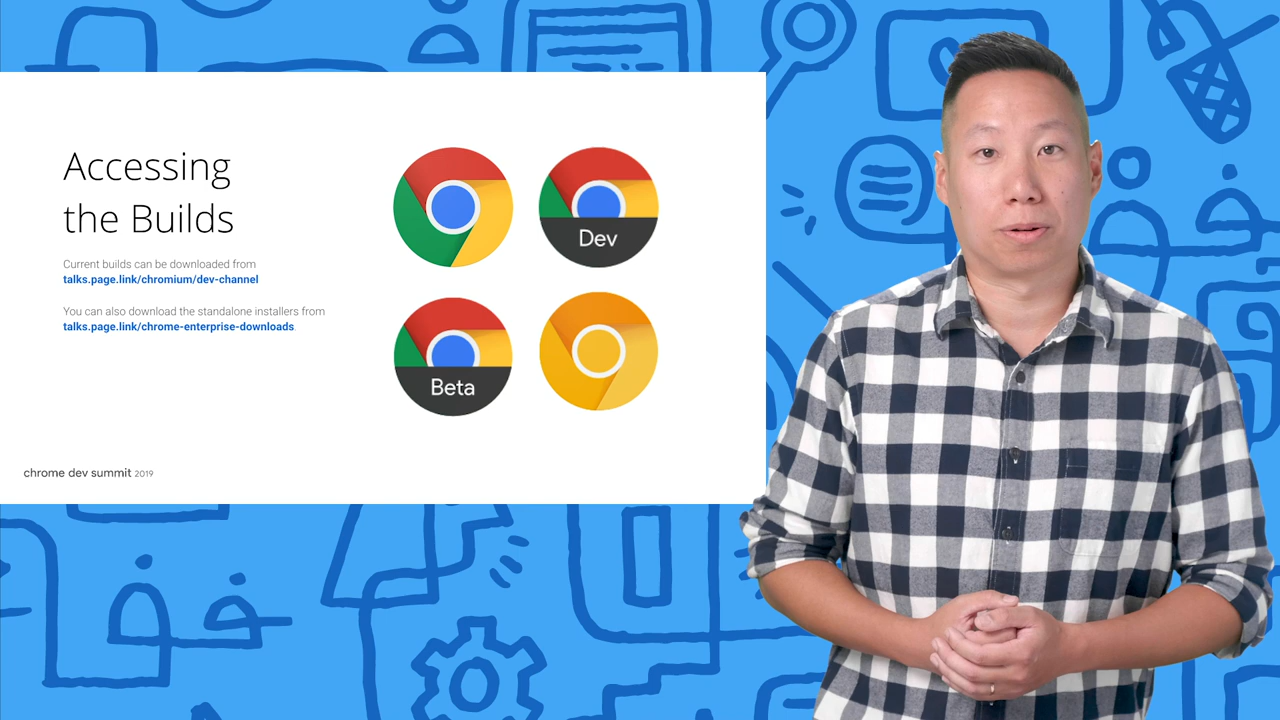 Accessing
the Builds
Current builds can be downloaded from
talks.page.link/chromium/dev-channel
You can also download the standalone installers from
talks.page.link/chrome-enterprise-downloads.
Dev
Beta
chrome dev summit 2019